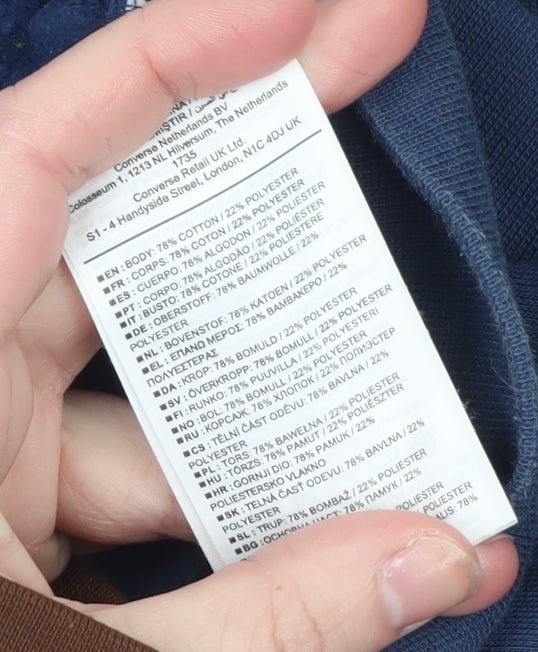 Converse Netherlands BV
Colosseum 1, 1213 NL Hilversum, The Netherlands
1735
Converse Retail UK Ltd,
S1 - 4 Handyside Street, London, N1C 4DJ UK
■EN : BODY: 78% COTTON / 22% POLYESTER
■FR : CORPS: 78% COTON / 22% POLYESTER
■ES : CUERPO: 78% ALGODON / 22% POLIÉSTER
■PT : CORPO: 78% ALGODÃO / 22% POLIÉSTER
■IT : BUSTO: 78% COTONE / 22% POLIESTERE
■DE : OBERSTOFF: 78% BAUMWOLLE / 22%
POLYESTER
■NL : BOVENSTOF: 78% KATOEN / 22% POLYESTER
■EL : ΕΠΑΝΩ ΜΕΡΟΣ: 78% ΒΑΜΒΑΚΕΡΟ / 22%
ΠΟΛΥΕΣΤΕΡΑΣ
■DA : KROP: 78% BOMULD / 22% POLYESTER
■SV : ÖVERKROPP: 78% BOMULL / 22% POLYESTER
■FI : RUNKO: 78% PUUVILLA / 22% POLYESTERI
■NO : BOL: 78% BOMULL / 22% POLYESTER
■RU : КОРСАЖ: 78% ХЛОПОК / 22% ПОЛИЭСТЕР
■CS : TĚLNÍ ČÁST ODĚVU: 78% BAVLNA / 22%
POLYESTER
■PL : TORS: 78% BAWEŁNA / 22% POLIESTER
■HU : TÖRZS: 78% PAMUT / 22% POLIÉSZTER
■HR : GORNJI DIO: 78% PAMUK / 22%
POLIESTERSKO VLAKNO
■SK : TELNÁ ČASŤ ODEVU: 78% BAVLNA / 22%
POLYESTER
■SL : TRUP: 78% BOMBAŽ / 22% POLIESTER
■BG : ОСНОВНА ЧАСТ: 78% ПАМУК / 22%